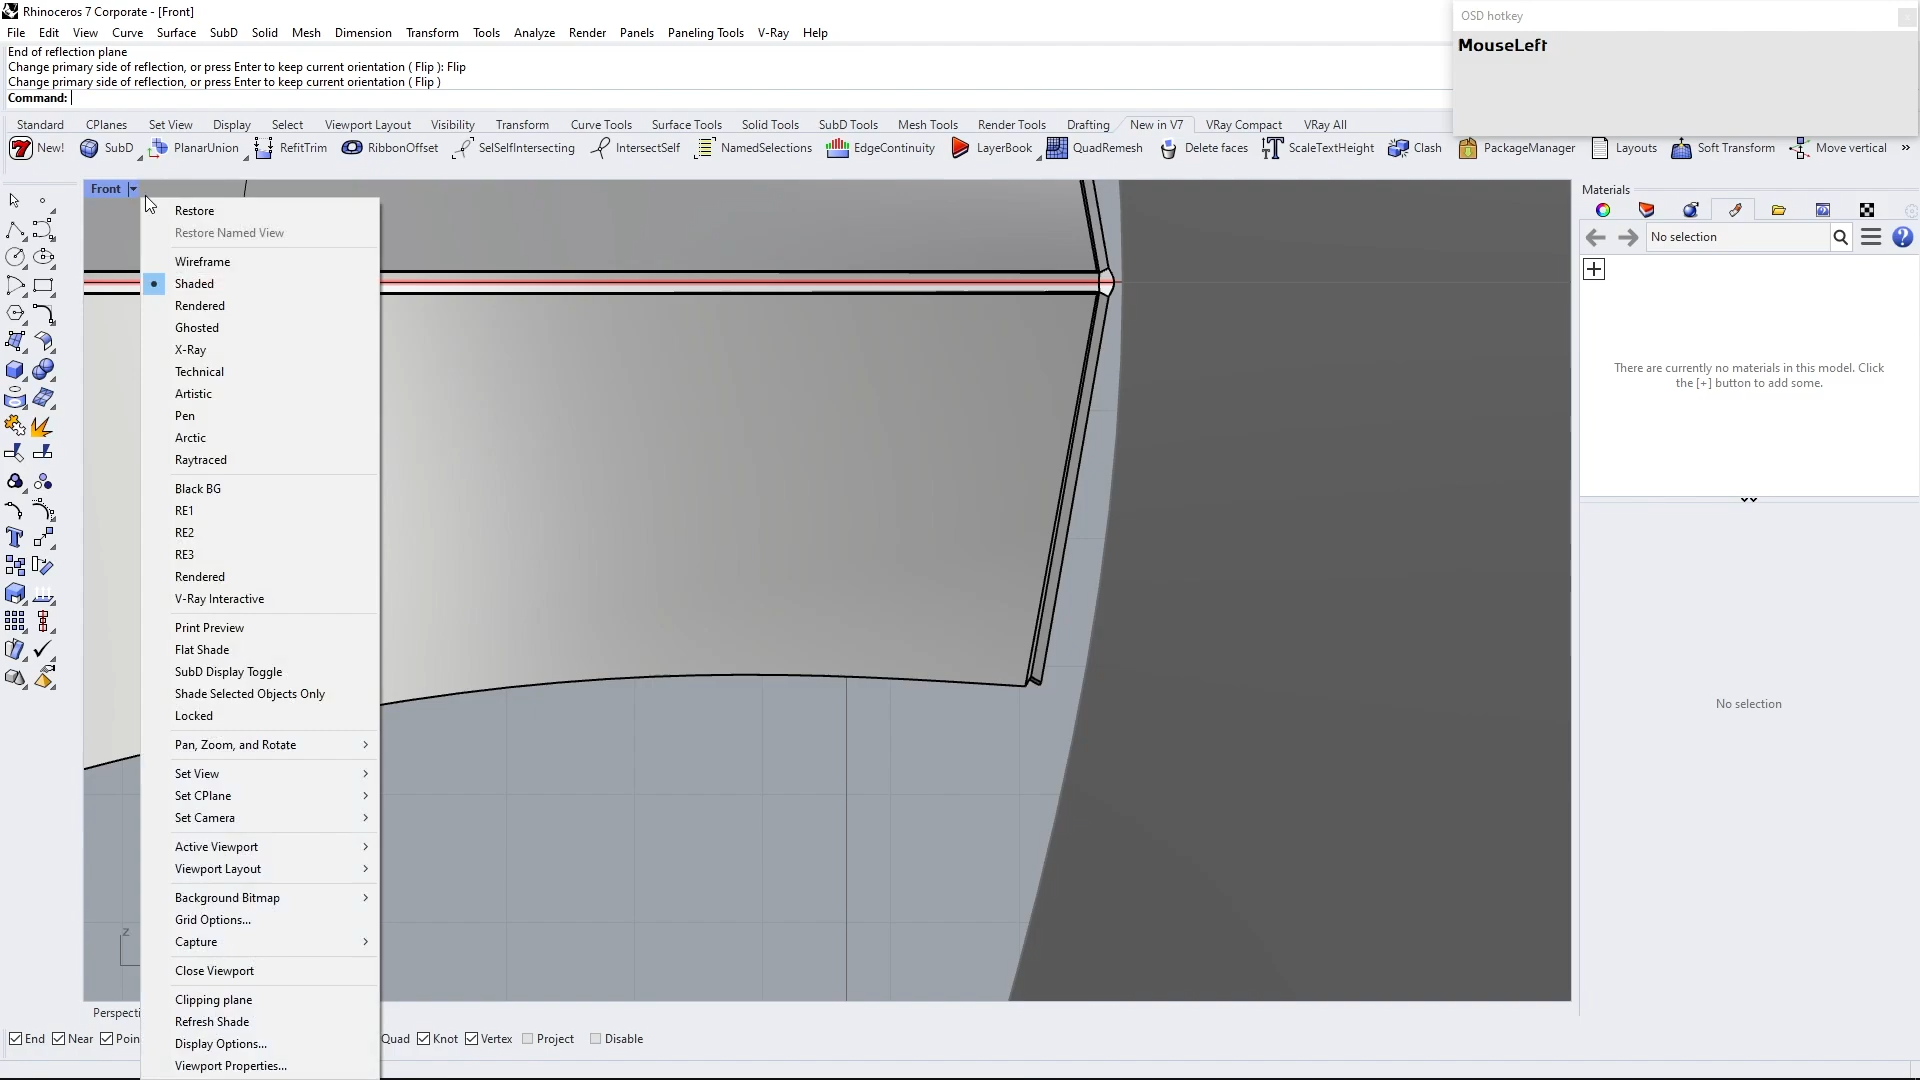 Rhinoceros 7 Corporate - [Front]
File Edit View Curve Surface SubD Solid Mesh Dimension Transform Tools Analyze Render Panels Paneling Tools V-Ray Help
End of reflection plane
Change primary side of reflection, or press Enter to keep current orientation ( Flip ): Flip
Change primary side of reflection, or press Enter to keep current orientation ( Flip )
Command:
OSD hotkey
MouseLeft
Standard CPlanes Set View Display Select Viewport Layout Visibility Transform Curve Tools Surface Tools Solid Tools SubD Tools Mesh Tools Render Tools Drafting New in V7 VRay Compact VRay All
7 New! SubD PlanarUnion RefitTrim RibbonOffset SelSelfIntersecting IntersectSelf NamedSelections EdgeContinuity LayerBook QuadRemesh Delete faces ScaleTextHeight Clash PackageManager Layouts Soft Transform Move vertical »
Front
Restore
Restore Named View
Wireframe
Shaded
Rendered
Ghosted
X-Ray
Technical
Artistic
Pen
Arctic
Raytraced
Black BG
RE1
RE2
RE3
Rendered
V-Ray Interactive
Print Preview
Flat Shade
SubD Display Toggle
Shade Selected Objects Only
Locked
Pan, Zoom, and Rotate
Set View
Set CPlane
Set Camera
Active Viewport
Viewport Layout
Background Bitmap
Grid Options...
Capture
Close Viewport
Clipping plane
Refresh Shade
Display Options...
Viewport Properties...
z
Materials
No selection
There are currently no materials in this model. Click
the [+] button to add some.
No selection
Perspecti
End Near Poin Quad Knot Vertex Project Disable